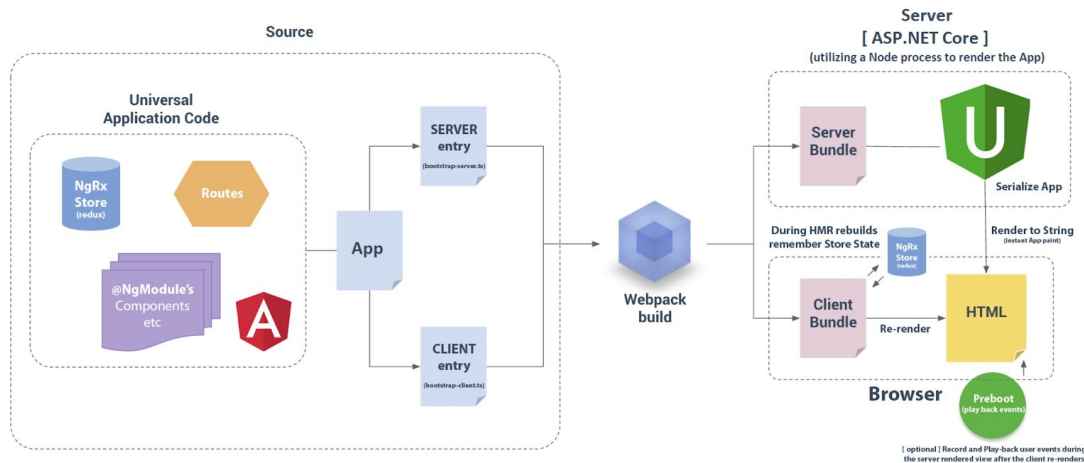 Source
Universal
Application Code
NgRx
Store
(redux)
Routes
@NgModule's
Components
etc
A
App
SERVER
entry
(bootstrap-server.ts)
CLIENT
entry
(bootstrap-client.ts)
Webpack
build
Server
[ ASP.NET Core ]
(utilizing a Node process to render the App)
Server
Bundle
U
Serialize App
During HMR rebuilds
remember Store State
NgRx
Store
(redux)
Render to String
(Instant App paint)
Client
Bundle
Re-render
HTML
Browser
Preboot
(play back events)
[ optional ] Record and Play-back user events during
the server rendered view after the client re-renders